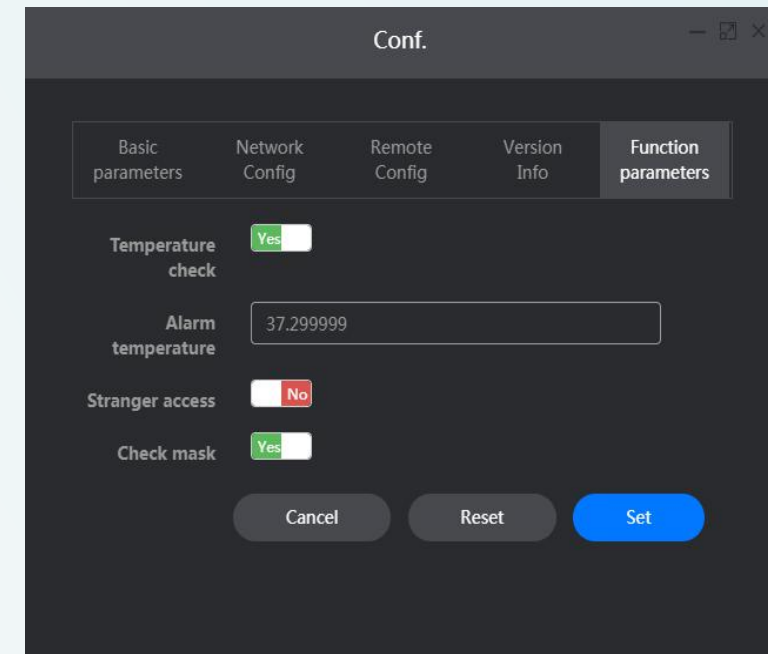 Conf.
Basic
parameters
Network
Config
Remote
Config
Version
Info
Function
parameters
Temperature
check
Yes
Alarm
temperature
37.299999
Stranger access
No
Check mask
Yes
Cancel
Reset
Set